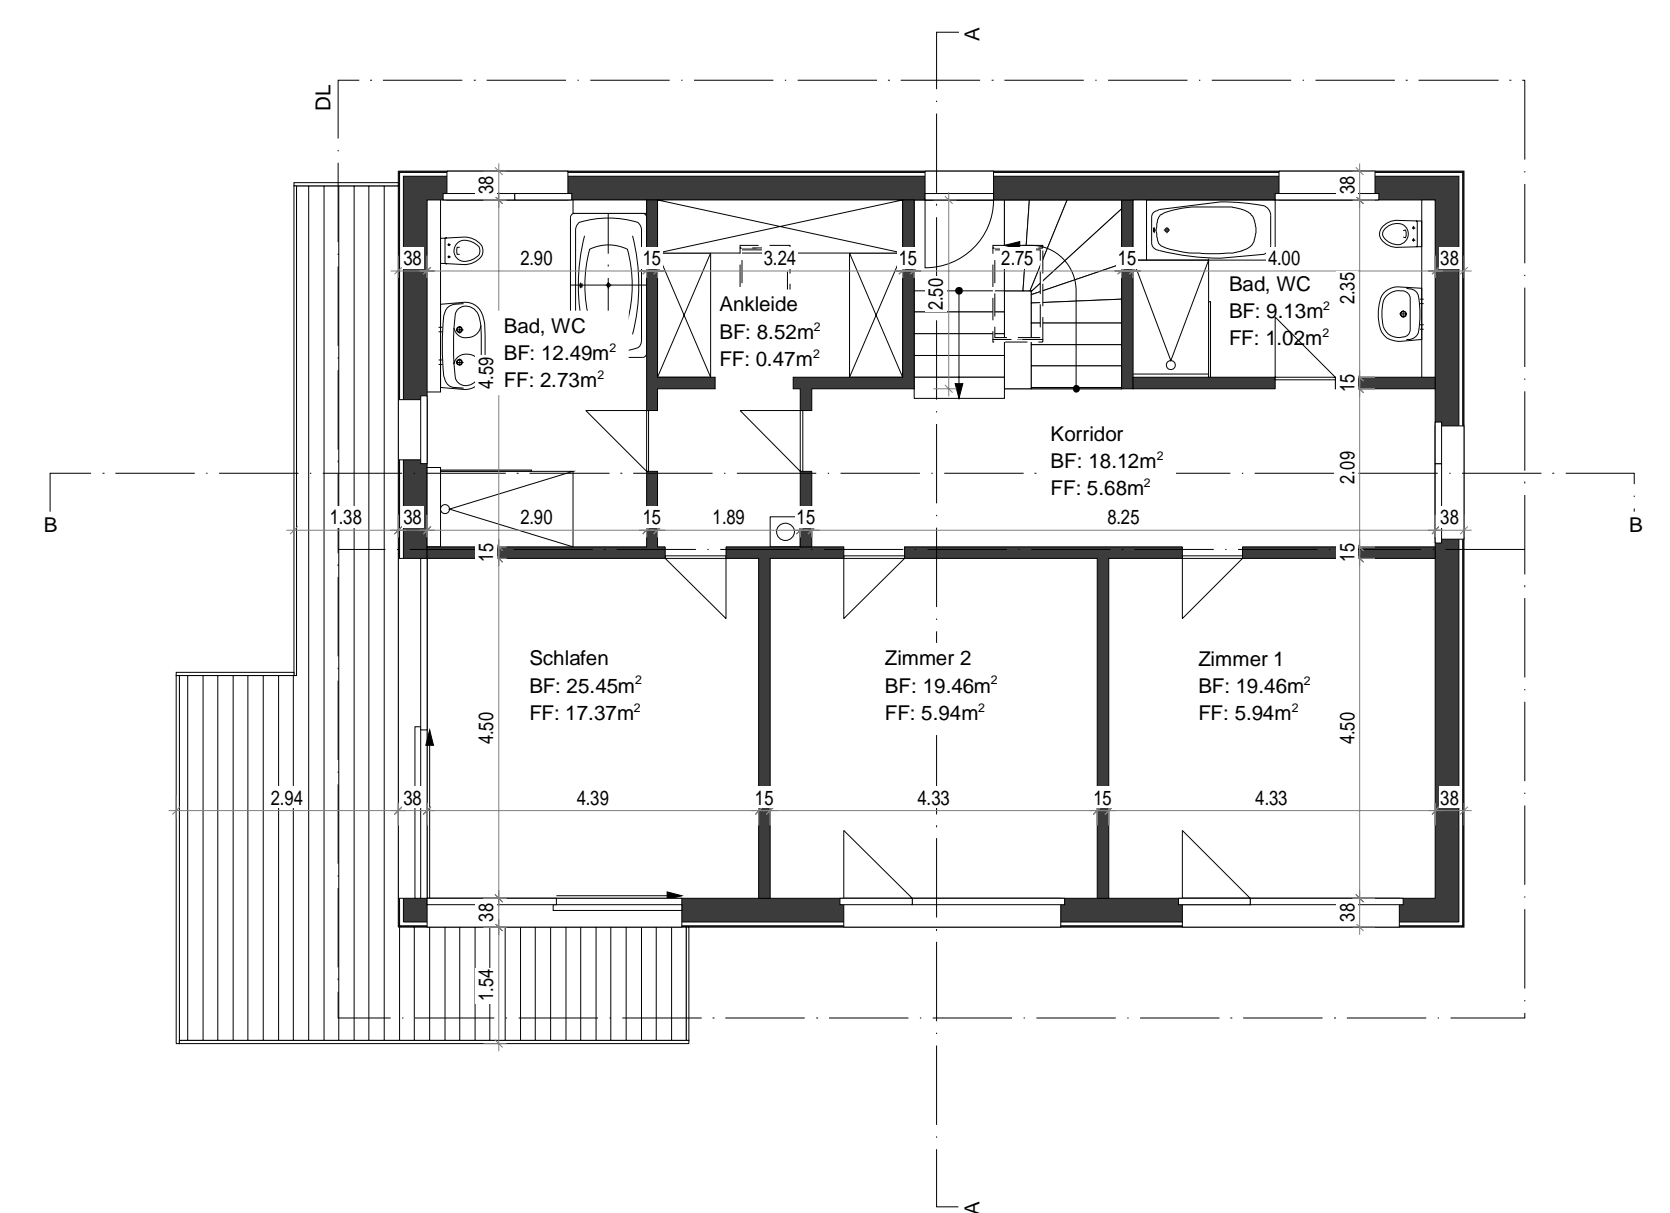 A
DL
38
38
38
2.90
15
3.24
15
2.75
15
4.00
38
2.50
2.35
Ankleide
BF: 8.52m²
FF: 0.47m²
Bad, WC
BF: 9.13m²
FF: 1.02m²
Bad, WC
BF: 12.49m²
FF: 2.73m²
4.59
15
Korridor
BF: 18.12m²
FF: 5.68m²
2.09
B
B
1.38
38
2.90
15
1.89
15
8.25
38
15
15
Schlafen
BF: 25.45m²
FF: 17.37m²
Zimmer 2
BF: 19.46m²
FF: 5.94m²
Zimmer 1
BF: 19.46m²
FF: 5.94m²
4.50
4.50
2.94
38
4.39
15
4.33
15
4.33
38
38
38
1.54
A